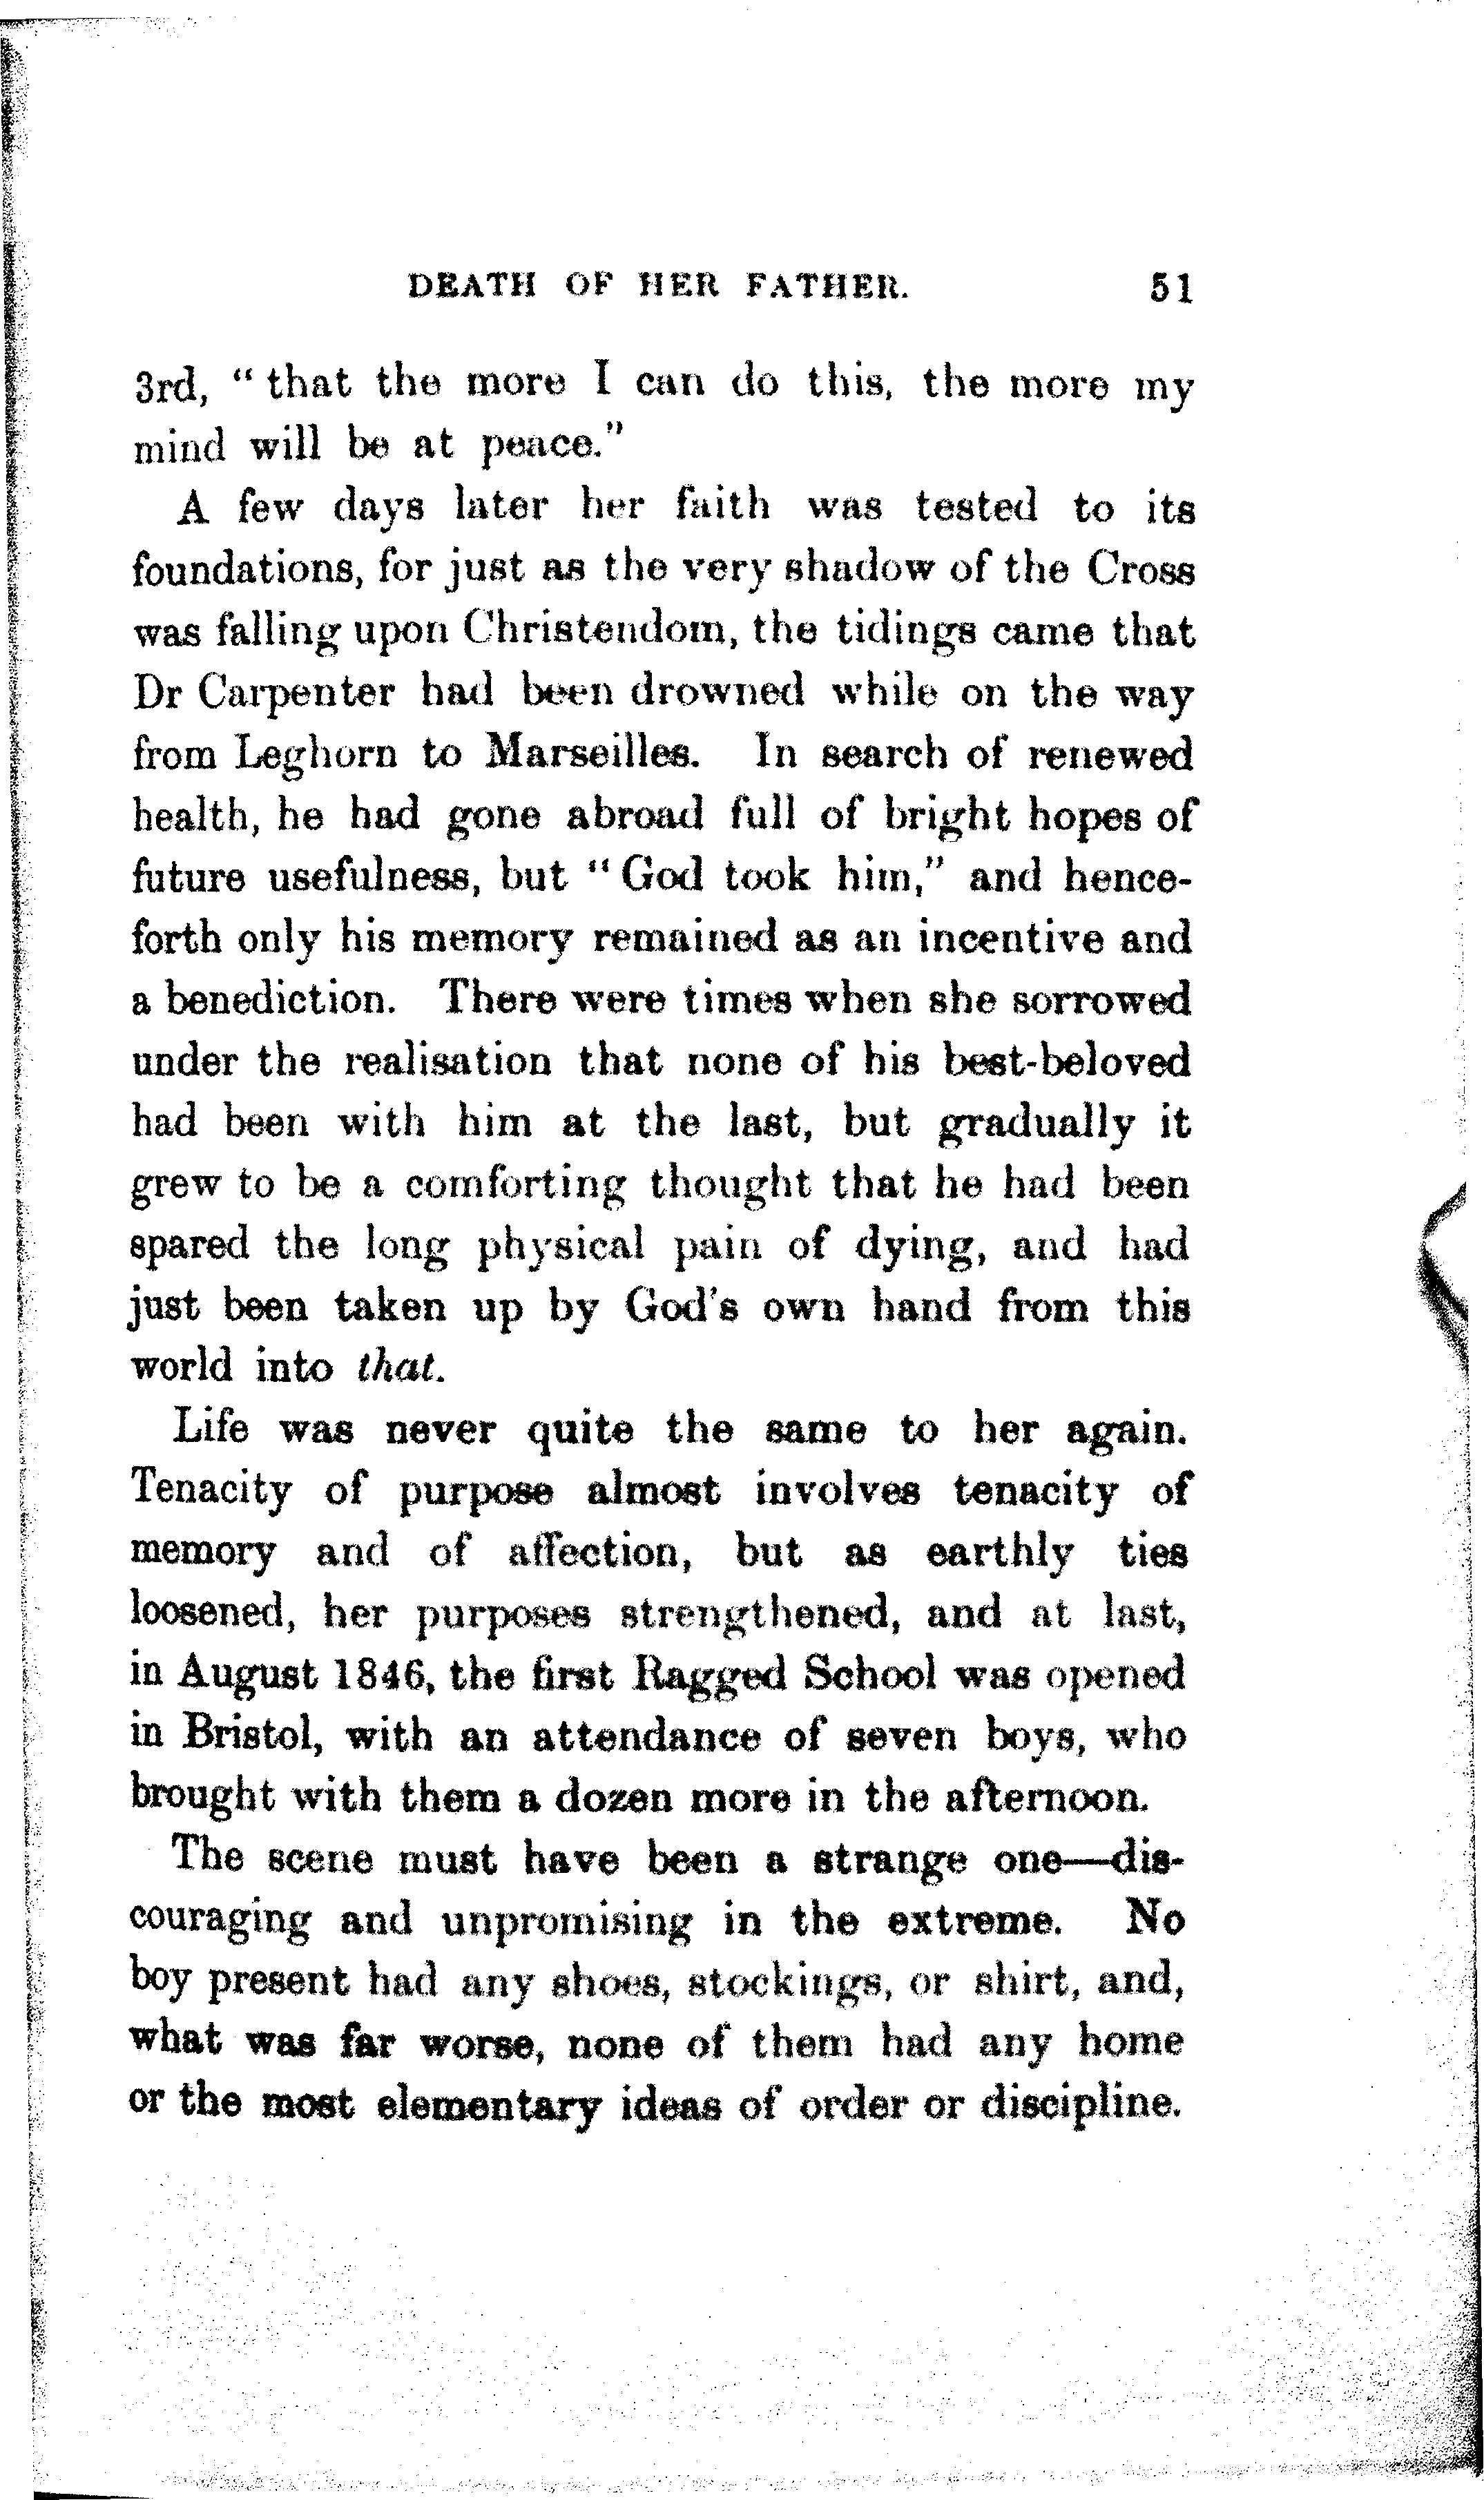 DEATH OF HER FATHER. 51
3rd, "that the more I can do this, the more my
mind will be at peace."
A few days later her faith was tested to its
foundations, for just as the very shadow of the Cross
was falling upon Christendom, the tidings came that
Dr Carpenter had been drowned while on the way
from Leghorn to Marseilles. In search of renewed
health, he had gone abroad full of bright hopes of
future usefulness, but "God took him," and hence-
forth only his memory remained as an incentive and
a benediction. There were times when she sorrowed
under the realisation that none of his best-beloved
had been with him at the last, but gradually it
grew to be a comforting thought that he had been
spared the long physical pain of dying, and had
just been taken up by God's own hand from this
world into that.
Life was never quite the same to her again.
Tenacity of purpose almost involves tenacity of
memory and of affection, but as earthly ties
loosened, her purposes strengthened, and at last,
in August 1846, the first Ragged School was opened
in Bristol, with an attendance of seven boys, who
brought with them a dozen more in the afternoon.
The scene must have been a strange one—dis-
couraging and unpromising in the extreme. No
boy present had any shoes, stockings, or shirt, and,
what was far worse, none of them had any home
or the most elementary ideas of order or discipline.